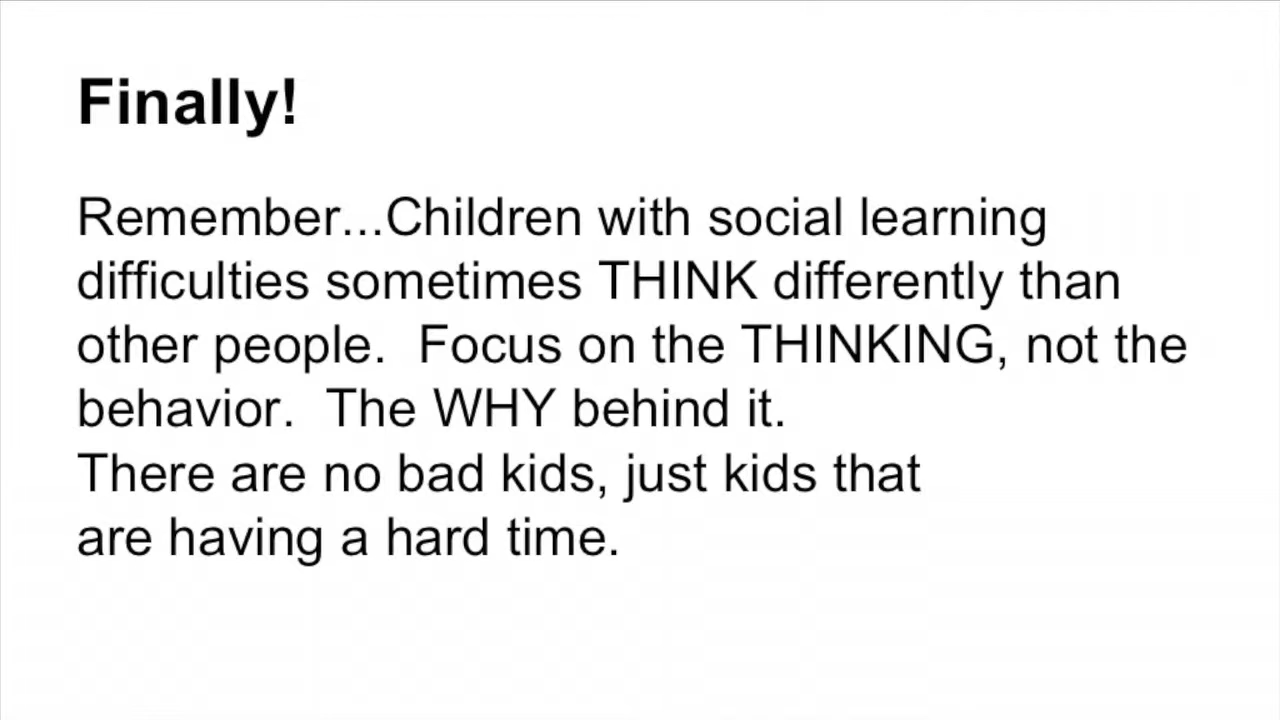 Finally!
Remember...Children with social learning
difficulties sometimes THINK differently than
other people.  Focus on the THINKING, not the
behavior.  The WHY behind it.
There are no bad kids, just kids that
are having a hard time.